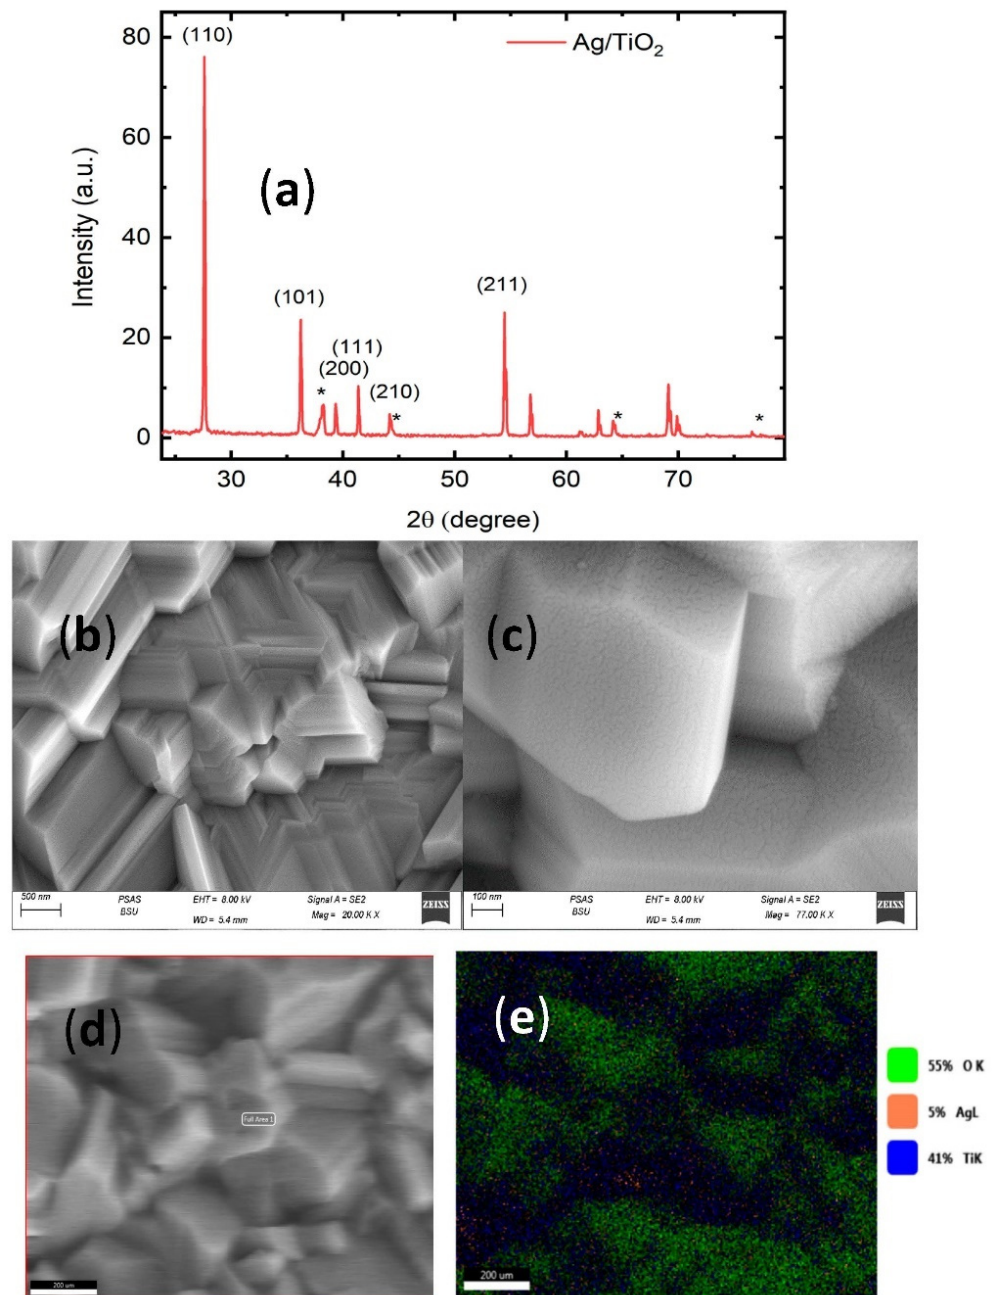 80
60
40
20
0
Intensity (a.u.)
(110)
Ag/TiO₂
(a)
(211)
(101)
(111)
(200)
*
(210)
*
*
*
30 40 50 60 70
2θ (degree)
(b)
(c)
500 nm PSAS EHT = 8.00 kV Signal A = SE2 ZEISS
BSU WD = 5.4 mm Mag = 20.00 K X
100 nm PSAS EHT = 8.00 kV Signal A = SE2 ZEISS
BSU WD = 5.4 mm Mag = 77.00 K X
(d)
Full Area 1
200 um
(e)
200 um
55% O K
5% AgL
41% TiK